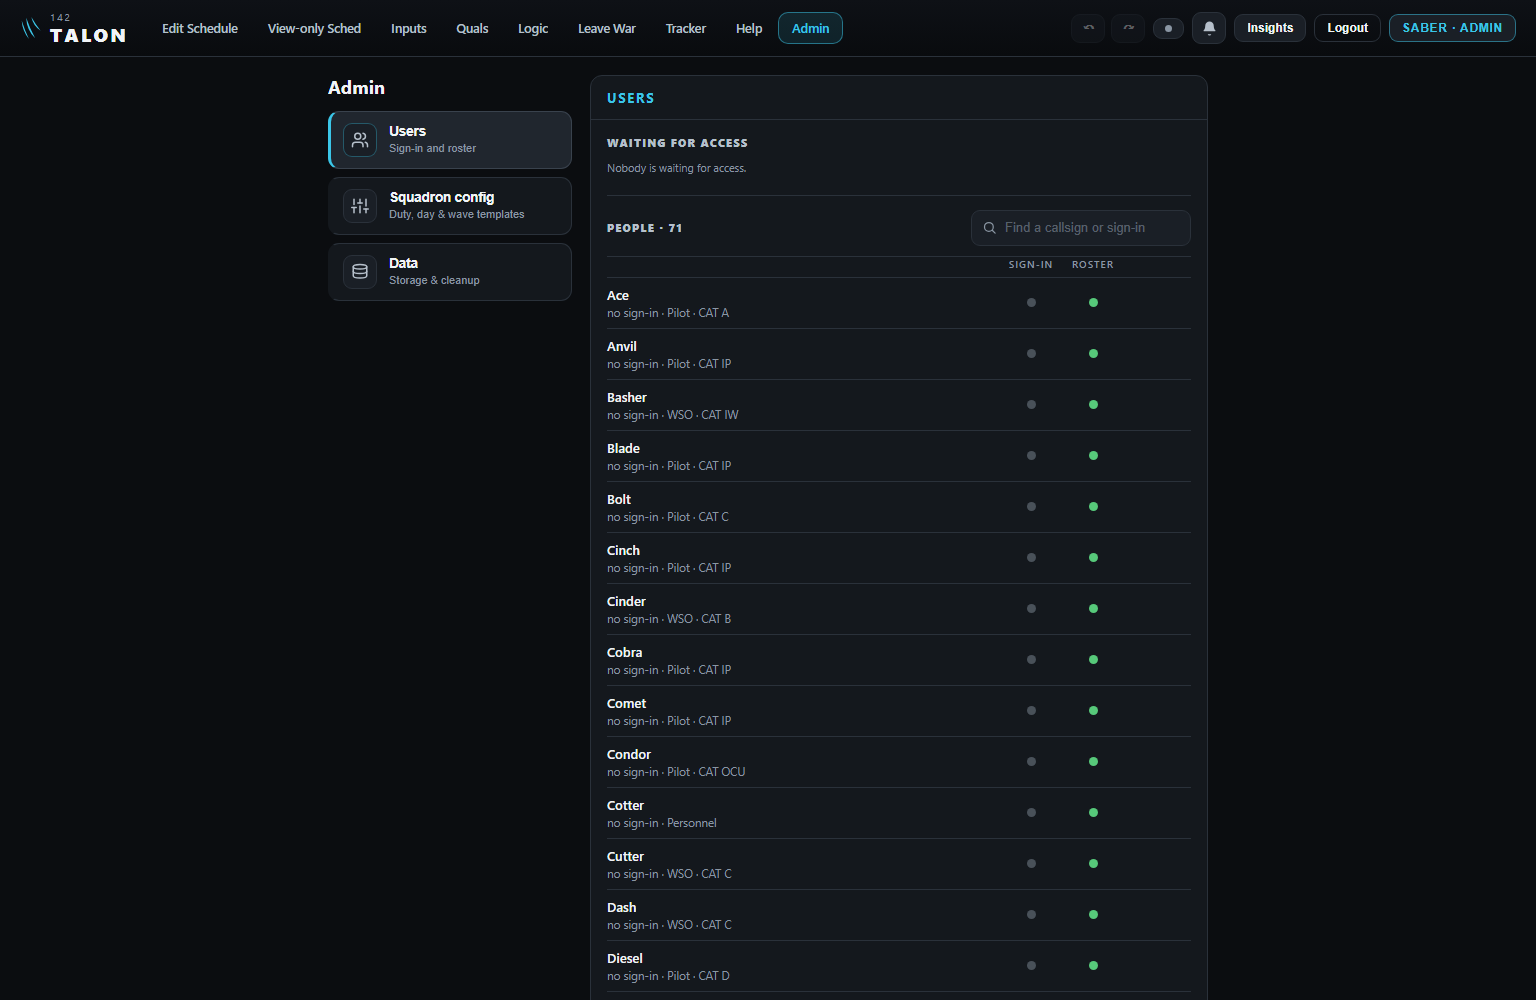 142
TALON
Edit Schedule
View-only Sched
Inputs
Quals
Logic
Leave War
Tracker
Help
Admin
Insights
Logout
SABER · ADMIN
Admin
Users
Sign-in and roster
Squadron config
Duty, day & wave templates
Data
Storage & cleanup
USERS
WAITING FOR ACCESS
Nobody is waiting for access.
PEOPLE · 71
Find a callsign or sign-in
SIGN-IN ROSTER
Ace
no sign-in · Pilot · CAT A
Anvil
no sign-in · Pilot · CAT IP
Basher
no sign-in · WSO · CAT IW
Blade
no sign-in · Pilot · CAT IP
Bolt
no sign-in · Pilot · CAT C
Cinch
no sign-in · Pilot · CAT IP
Cinder
no sign-in · WSO · CAT B
Cobra
no sign-in · Pilot · CAT IP
Comet
no sign-in · Pilot · CAT IP
Condor
no sign-in · Pilot · CAT OCU
Cotter
no sign-in · Personnel
Cutter
no sign-in · WSO · CAT C
Dash
no sign-in · WSO · CAT C
Diesel
no sign-in · Pilot · CAT D